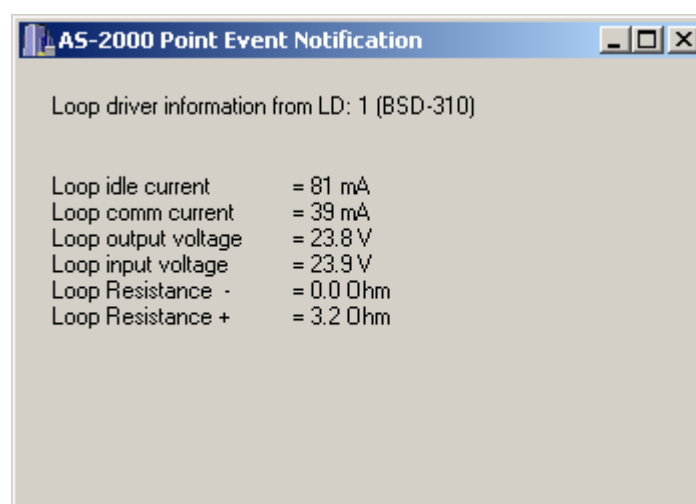 AS-2000 Point Event Notification
Loop driver information from LD: 1 (BSD-310)
Loop idle current = 81 mA
Loop comm current = 39 mA
Loop output voltage = 23.8 V
Loop input voltage = 23.9 V
Loop Resistance - = 0.0 Ohm
Loop Resistance + = 3.2 Ohm